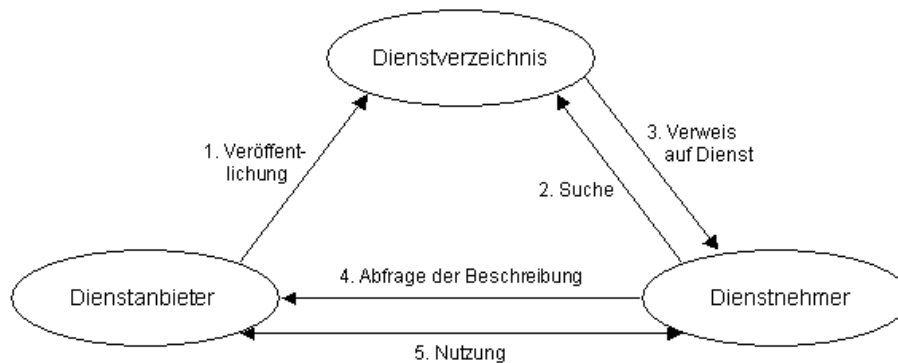 Dienstverzeichnis
1. Veröffent-
lichung
3. Verweis
auf Dienst
2. Suche
4. Abfrage der Beschreibung
Dienstanbieter
Dienstnehmer
5. Nutzung